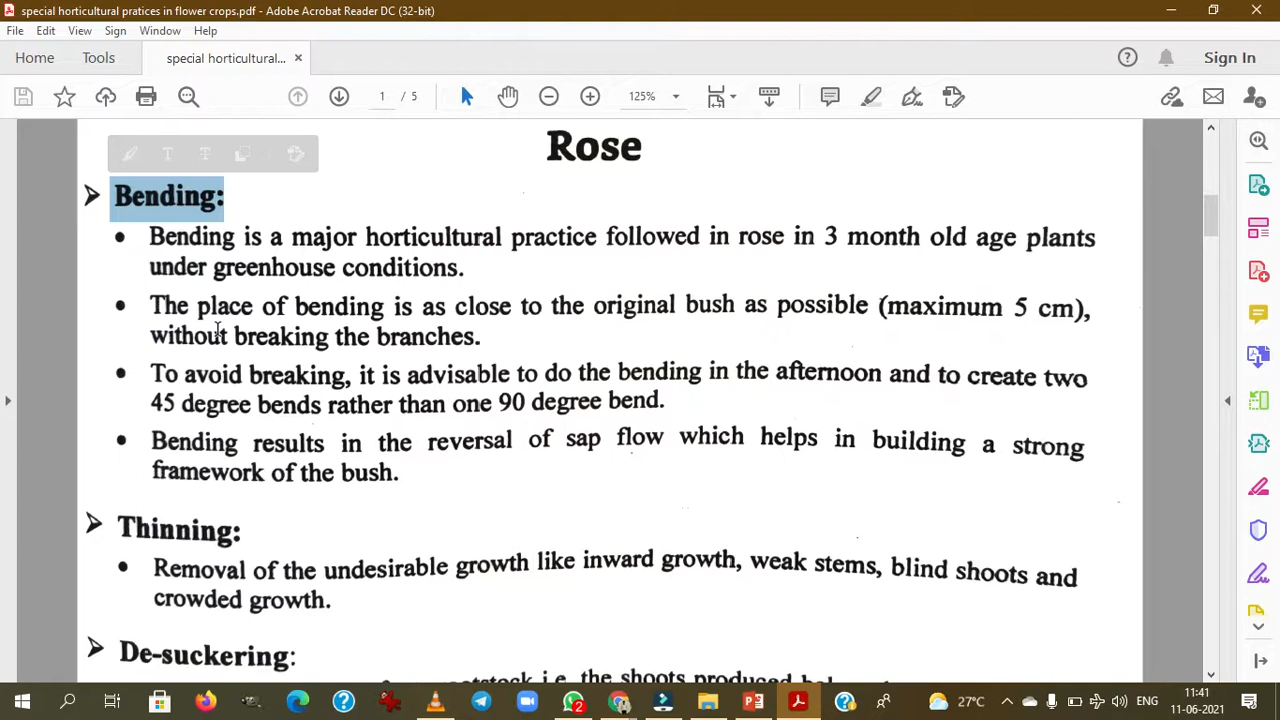 special horticultural pratices in flower crops.pdf - Adobe Acrobat Reader DC (32-bit)
File Edit View Sign Window Help
Home Tools special horticultural... ×
1 / 5 125%
Sign In
Rose
Bending:
• Bending is a major horticultural practice followed in rose in 3 month old age plants
under greenhouse conditions.
• The place of bending is as close to the original bush as possible (maximum 5 cm),
without breaking the branches.
• To avoid breaking, it is advisable to do the bending in the afternoon and to create two
45 degree bends rather than one 90 degree bend.
• Bending results in the reversal of sap flow which helps in building a strong
framework of the bush.
Thinning:
• Removal of the undesirable growth like inward growth, weak stems, blind shoots and
crowded growth.
De-suckering:
i.e. the shoots produced
2
27°C ENG 11:41
11-06-2021